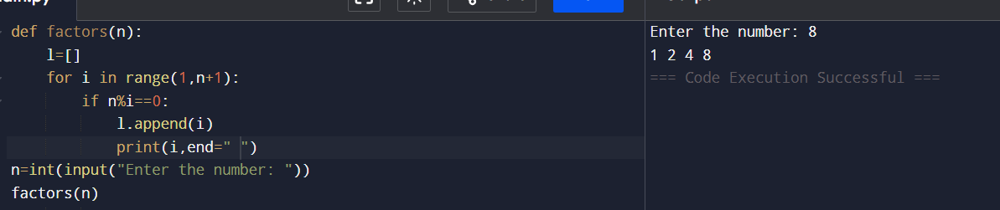 def factors(n):
    l=[]
    for i in range(1,n+1):
        if n%i==0:
            l.append(i)
            print(i,end=" ")
n=int(input("Enter the number: "))
factors(n)
Enter the number: 8
1 2 4 8
=== Code Execution Successful ===